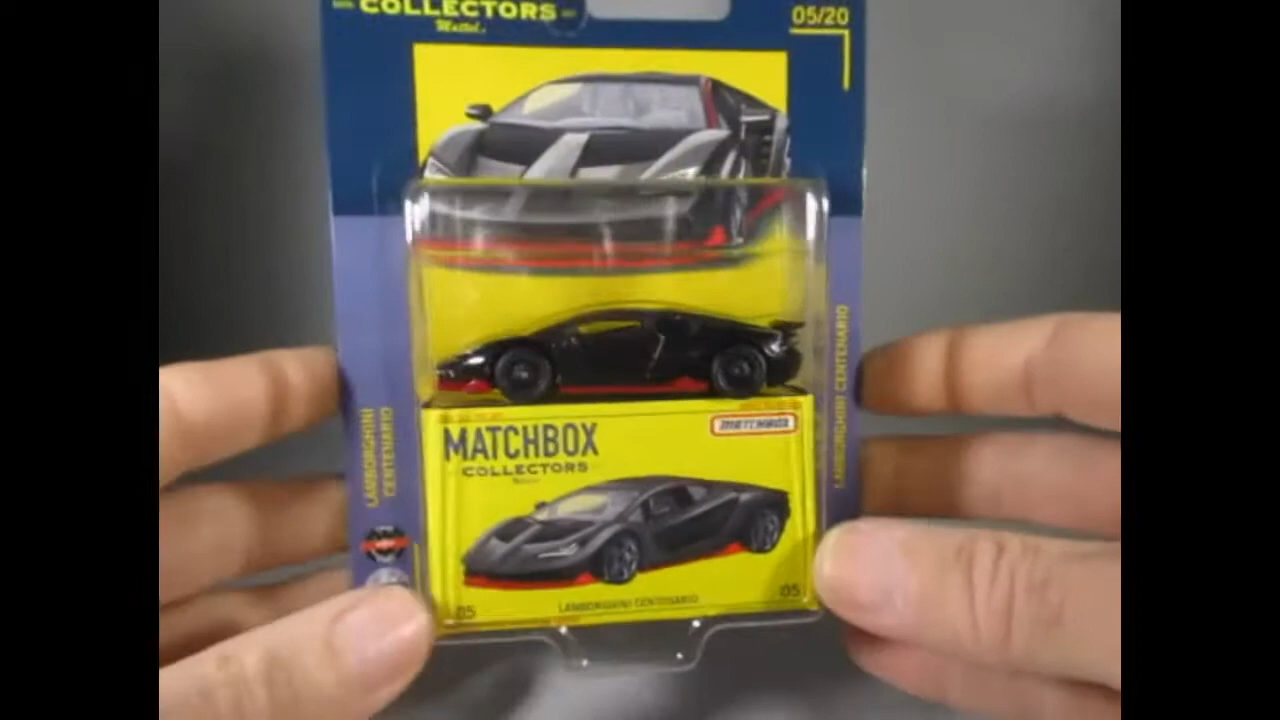 COLLECTORS
Mattel
05/20
LAMBORGHINI
CENTENARIO
LAMBORGHINI CENTENARIO
MATCHBOX
MATCHBOX
COLLECTORS
05
LAMBORGHINI CENTENARIO
05